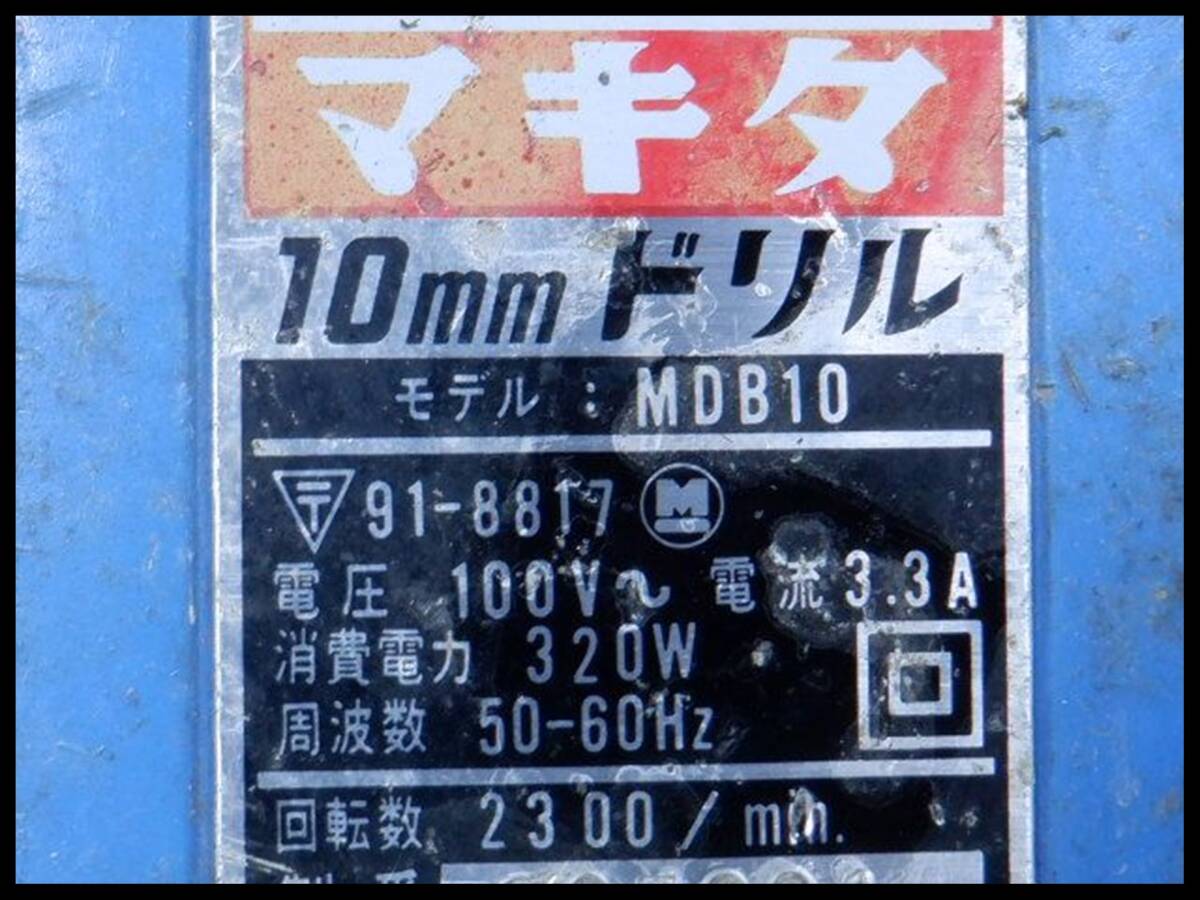 マキタ
10mm ドリル
モデル : MDB10
〒 91-8817 M
電圧 100V~ 電流 3.3A
消費電力 320W
周波数 50-60Hz
回転数 2300/min.